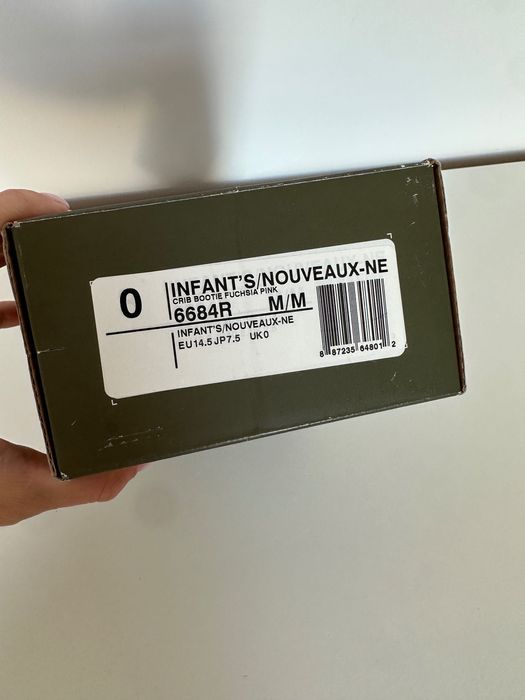 0
INFANT'S/NOUVEAUX-NE
CRIB BOOTIE FUCHSIA PINK
6684R M/M
INFANT'S/NOUVEAUX-NE
EU14.5 JP7.5 UK0
8 87235 64801 2